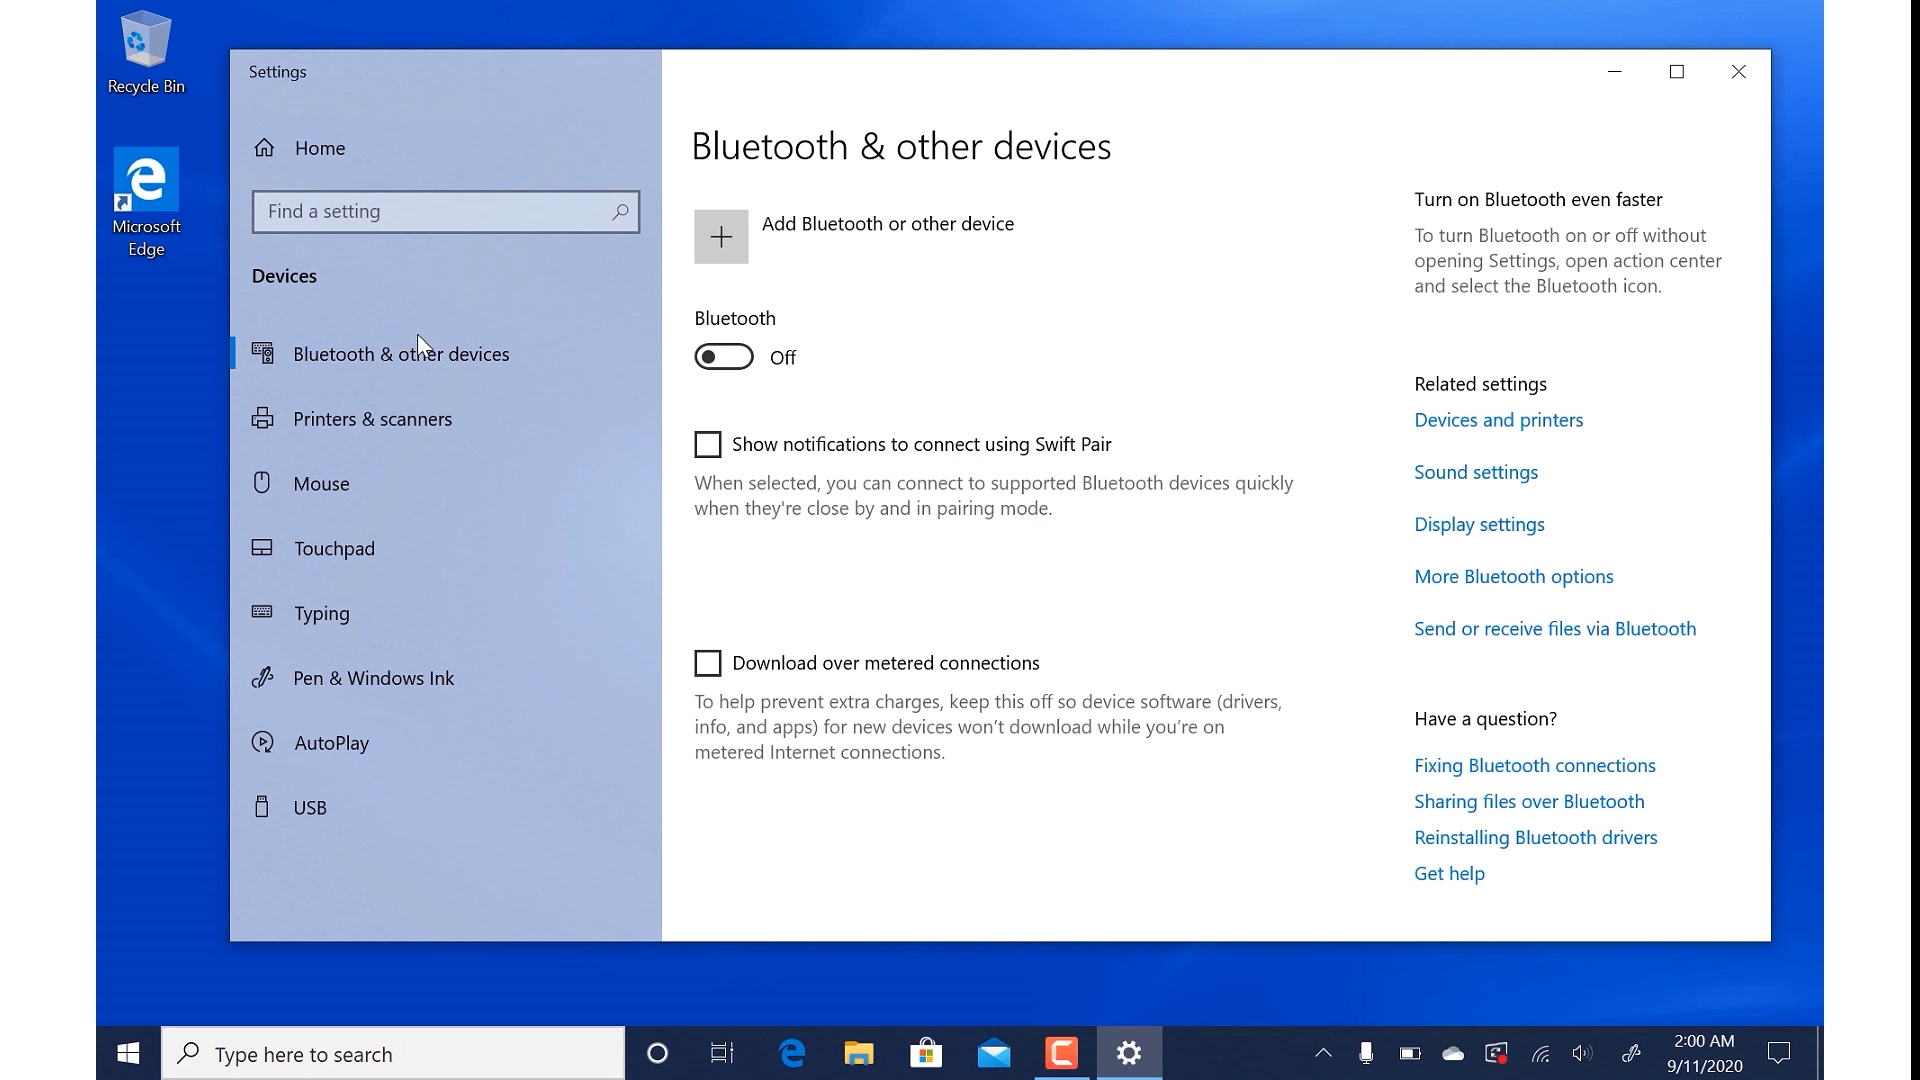 Recycle Bin
Microsoft
Edge
Settings
Home
Find a setting
Devices
Bluetooth & other devices
Printers & scanners
Mouse
Touchpad
Typing
Pen & Windows Ink
AutoPlay
USB
Bluetooth & other devices
Add Bluetooth or other device
Bluetooth
Off
Show notifications to connect using Swift Pair
When selected, you can connect to supported Bluetooth devices quickly
when they're close by and in pairing mode.
Download over metered connections
To help prevent extra charges, keep this off so device software (drivers,
info, and apps) for new devices won’t download while you’re on
metered Internet connections.
Turn on Bluetooth even faster
To turn Bluetooth on or off without
opening Settings, open action center
and select the Bluetooth icon.
Related settings
Devices and printers
Sound settings
Display settings
More Bluetooth options
Send or receive files via Bluetooth
Have a question?
Fixing Bluetooth connections
Sharing files over Bluetooth
Reinstalling Bluetooth drivers
Get help
Type here to search
2:00 AM
9/11/2020